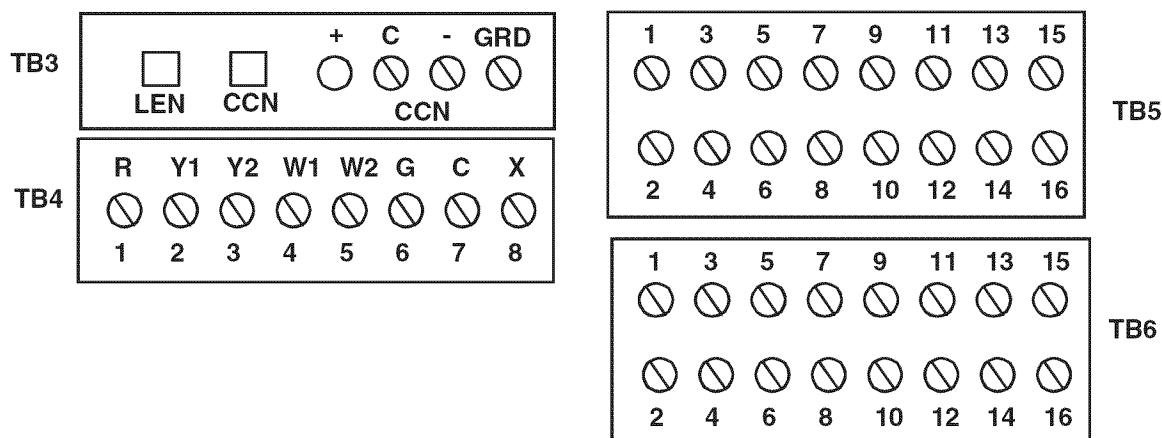 TB3
+ C - GRD
LEN CCN
CCN
TB4
R Y1 Y2 W1 W2 G C X
1 2 3 4 5 6 7 8
1 3 5 7 9 11 13 15
TB5
2 4 6 8 10 12 14 16
1 3 5 7 9 11 13 15
TB6
2 4 6 8 10 12 14 16